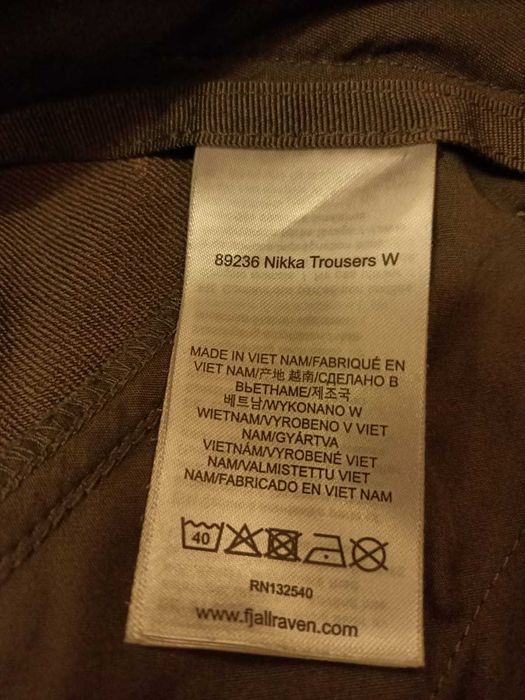 89236 Nikka Trousers W
MADE IN VIET NAM/FABRIQUÉ EN
VIET NAM/产地 越南/СДЕЛАНО В
ВЬЕТНАМЕ/제조국
베트남/WYKONANO W
WIETNAM/VYROBENO V VIET
NAM/GYÁRTVA
VIETNÁM/VYROBENÉ VIET
NAM/VALMISTETTU VIET
NAM/FABRICADO EN VIET NAM
40
RN132540
www.fjallraven.com